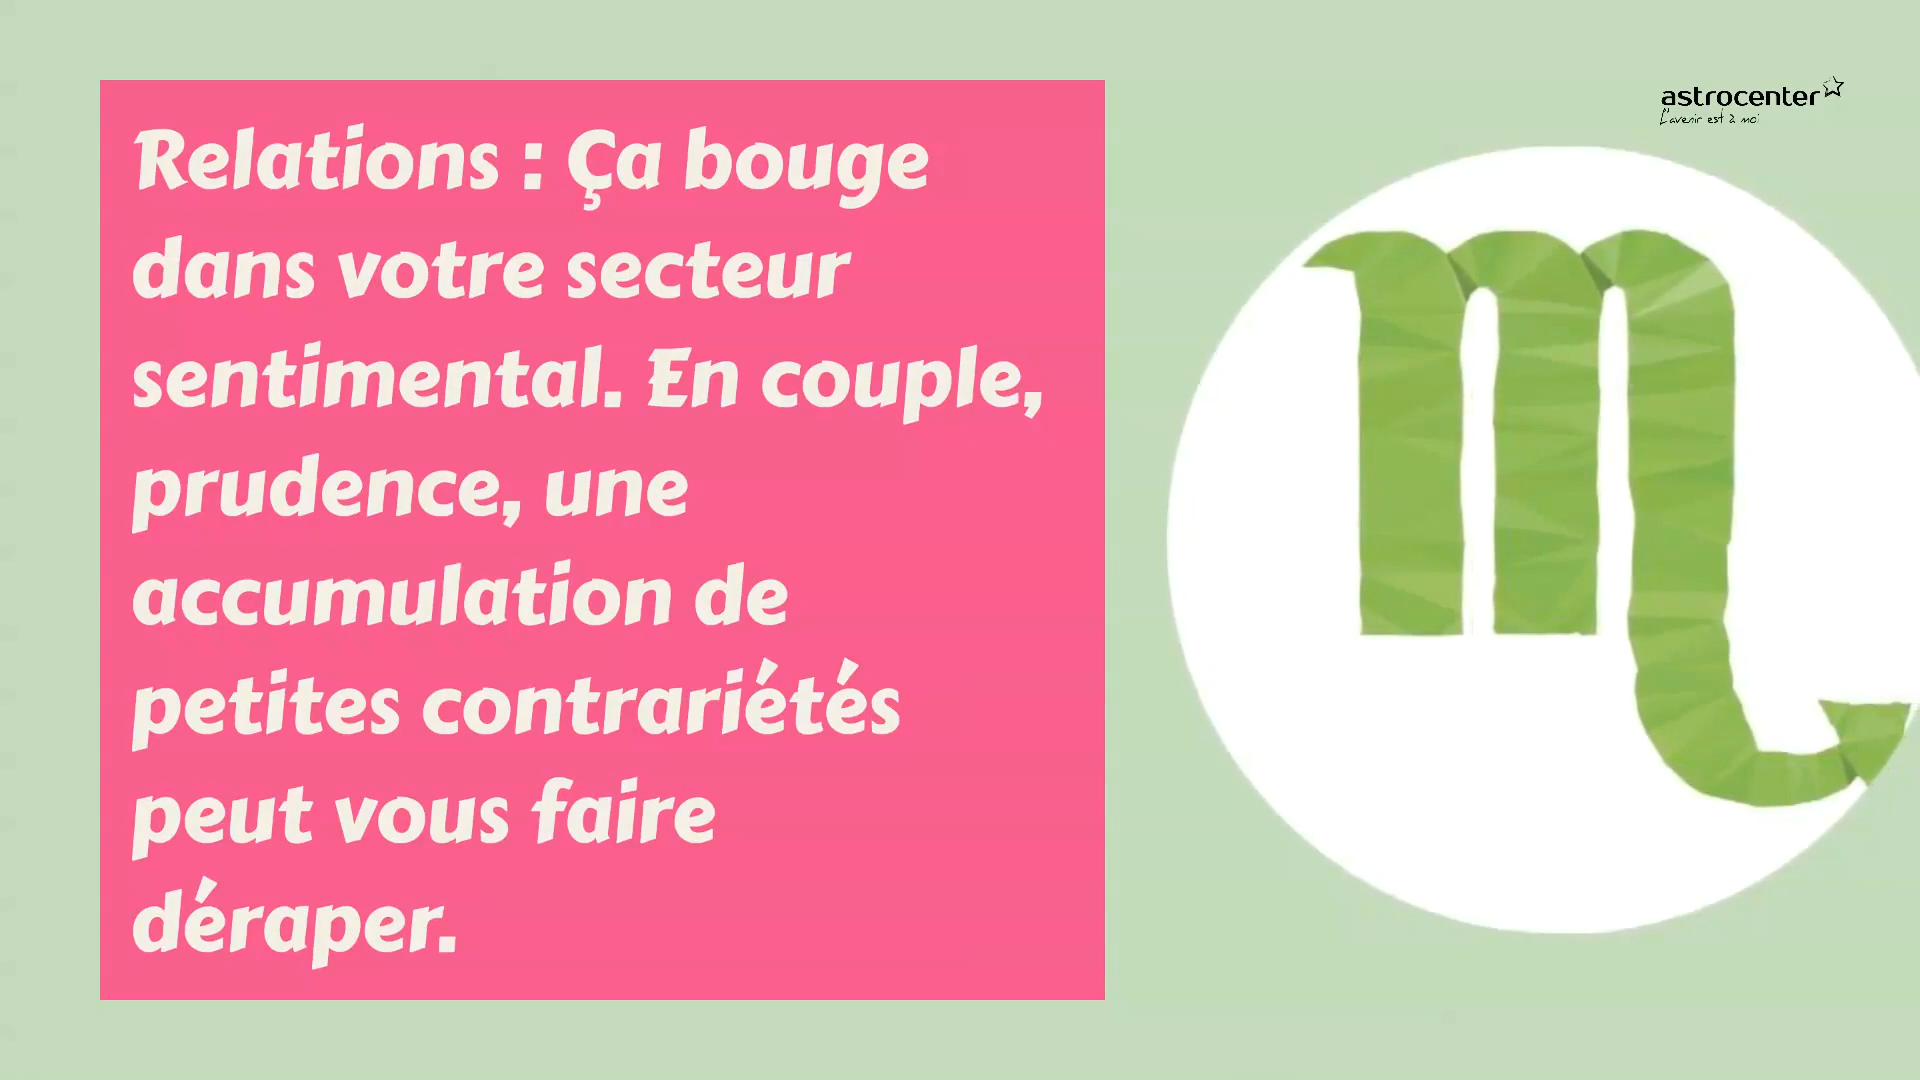 Relations : Ça bouge
dans votre secteur
sentimental. En couple,
prudence, une
accumulation de
petites contrariétés
peut vous faire
déraper.
astrocenter
L'avenir est à moi